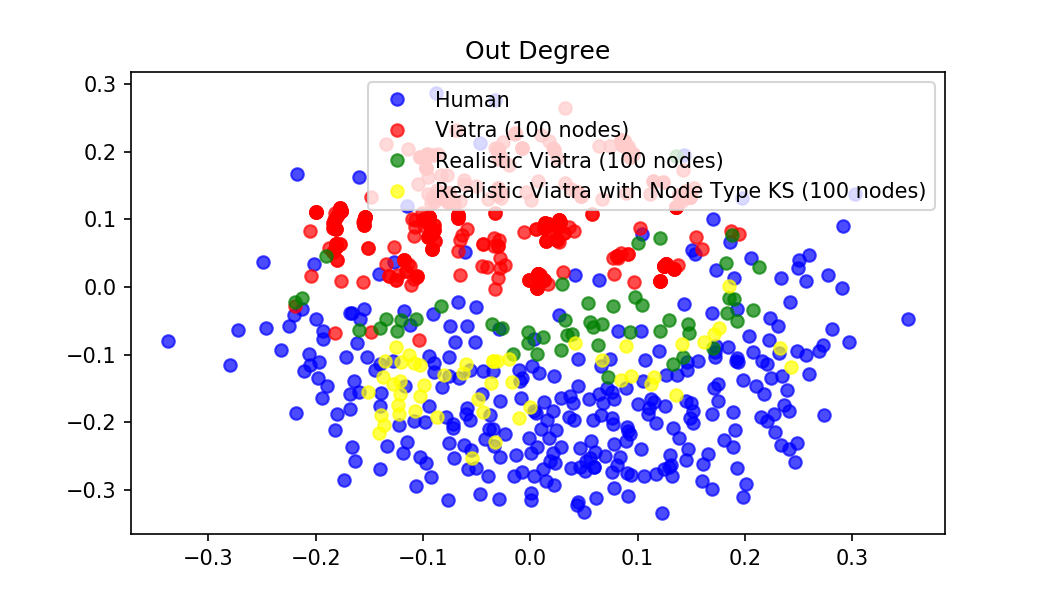 Out Degree
Human
Viatra (100 nodes)
Realistic Viatra (100 nodes)
Realistic Viatra with Node Type KS (100 nodes)
0.3
0.2
0.1
0.0
−0.1
−0.2
−0.3
−0.3 −0.2 −0.1 0.0 0.1 0.2 0.3